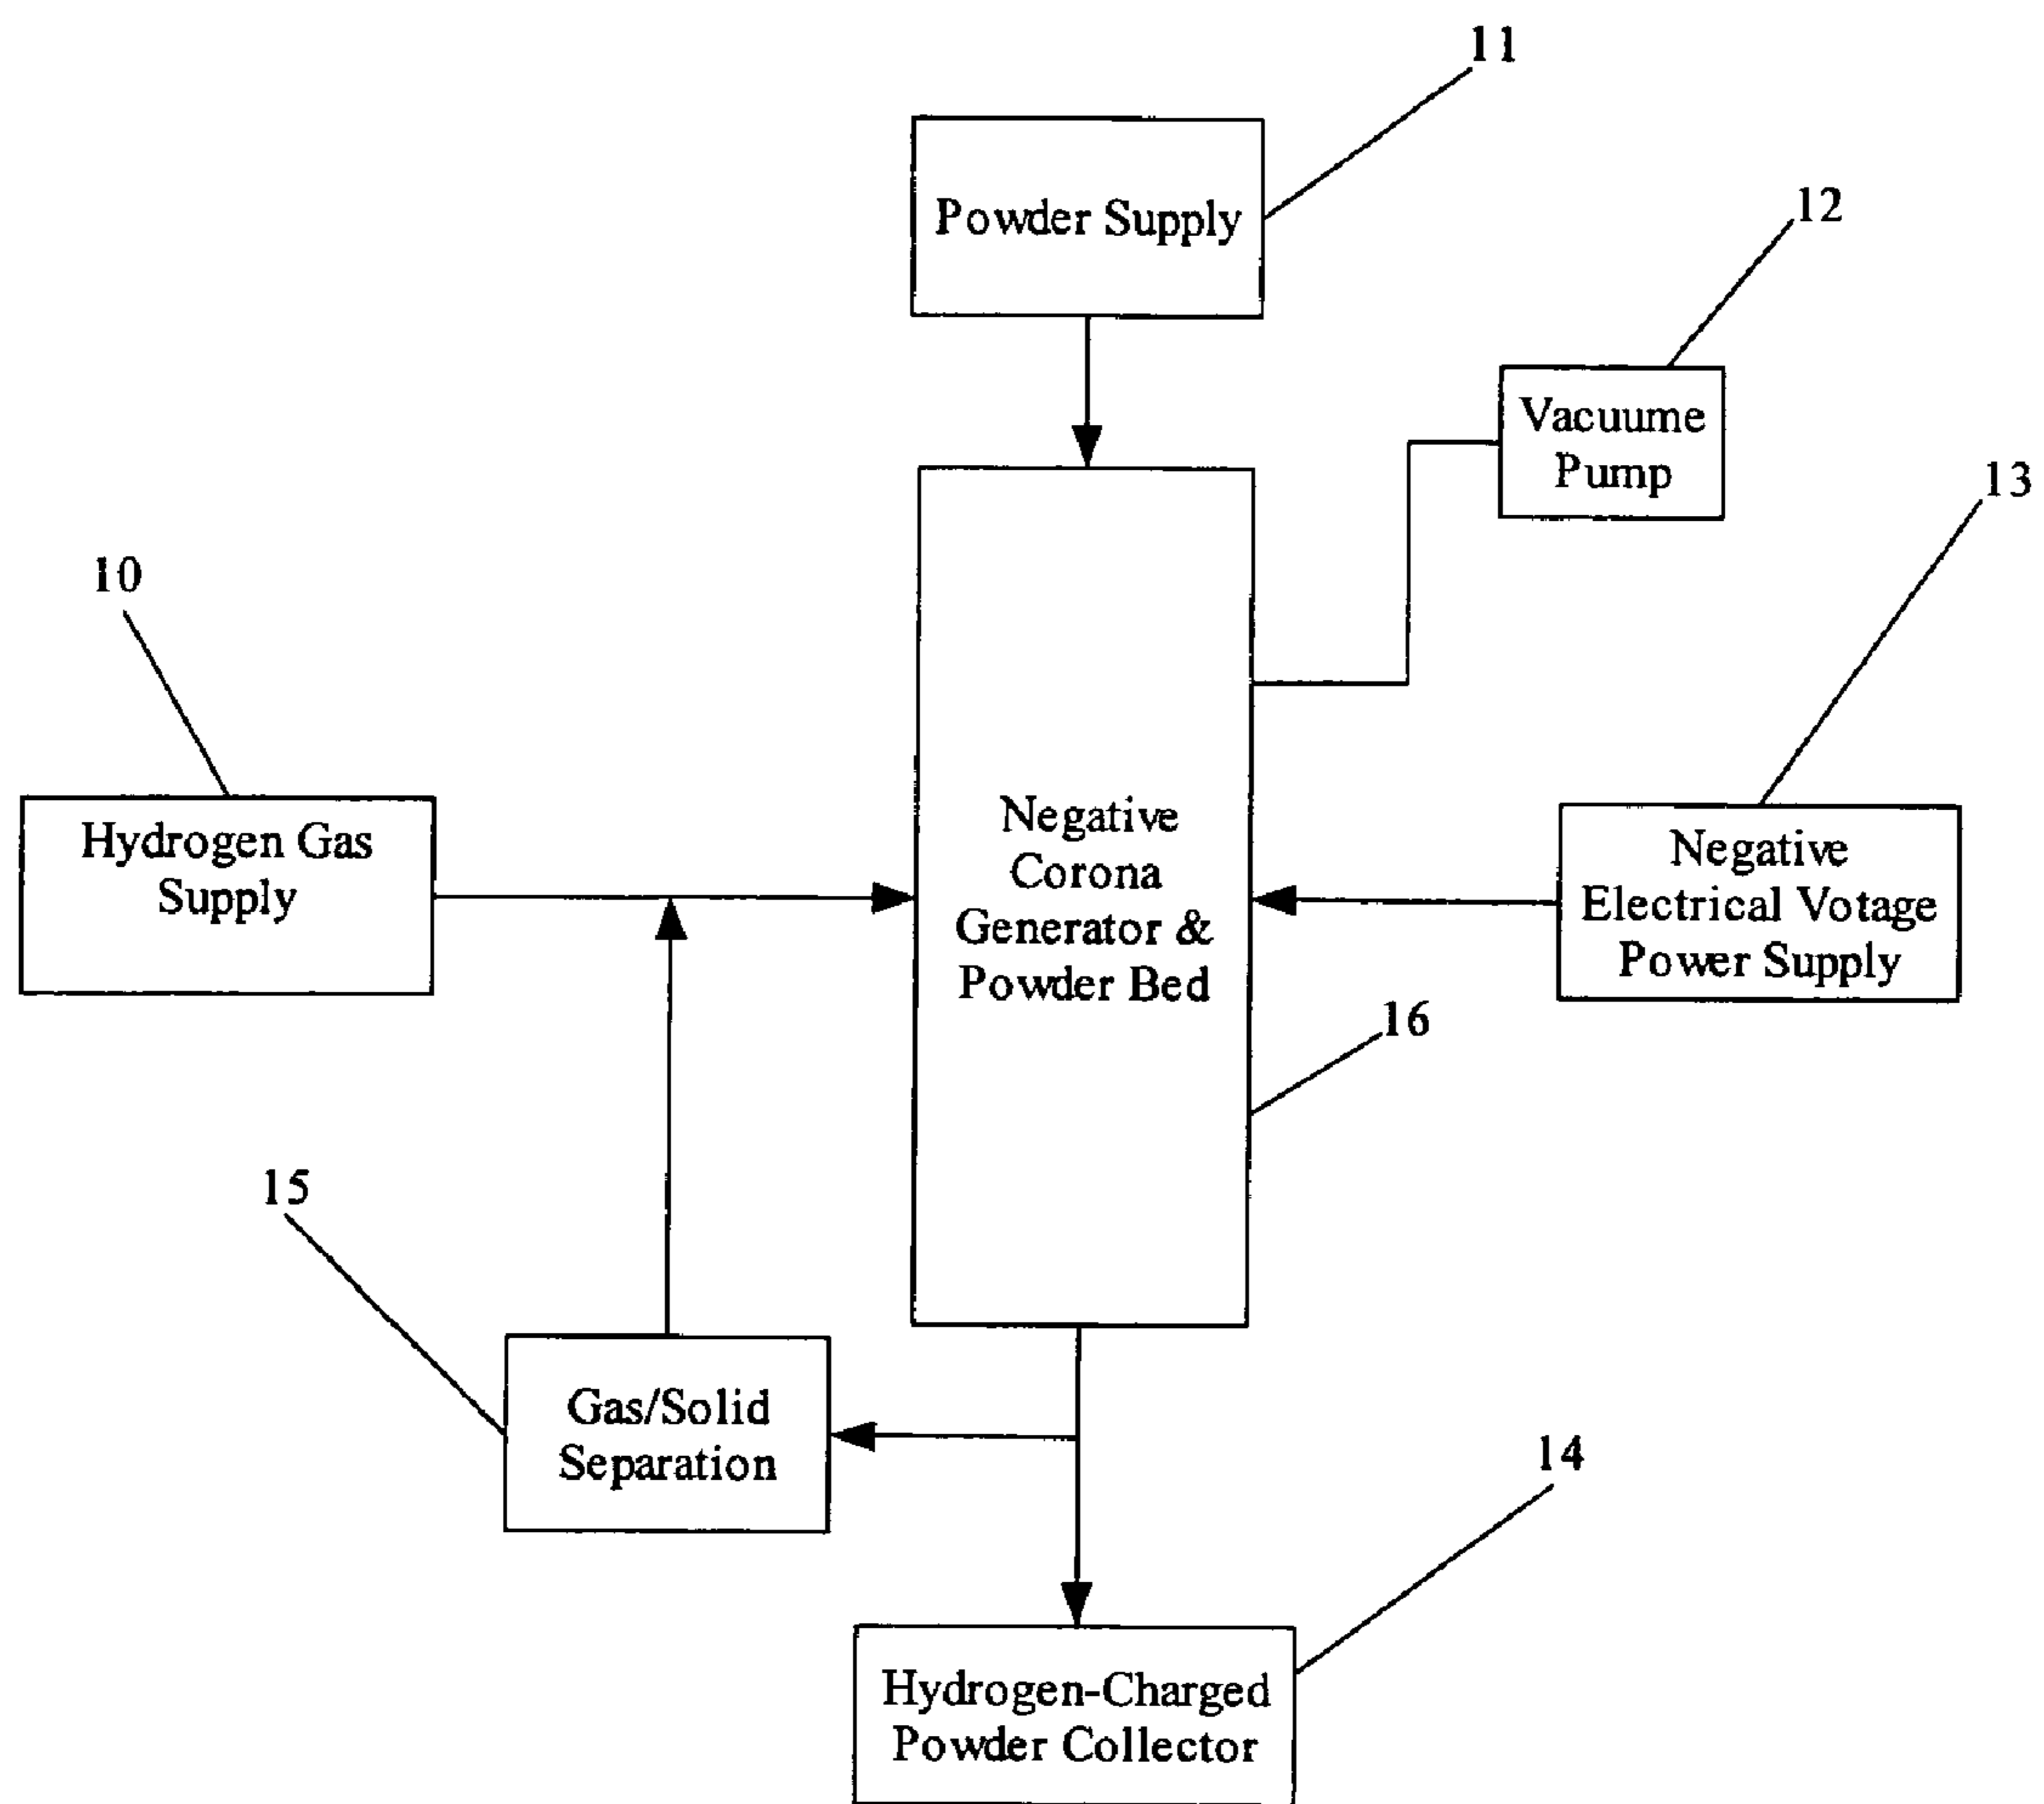 11
Powder Supply
12
Vacuume
Pump
13
10
Hydrogen Gas
Supply
Negative
Corona
Generator &
Powder Bed
Negative
Electrical Votage
Power Supply
16
15
Gas/Solid
Separation
14
Hydrogen-Charged
Powder Collector